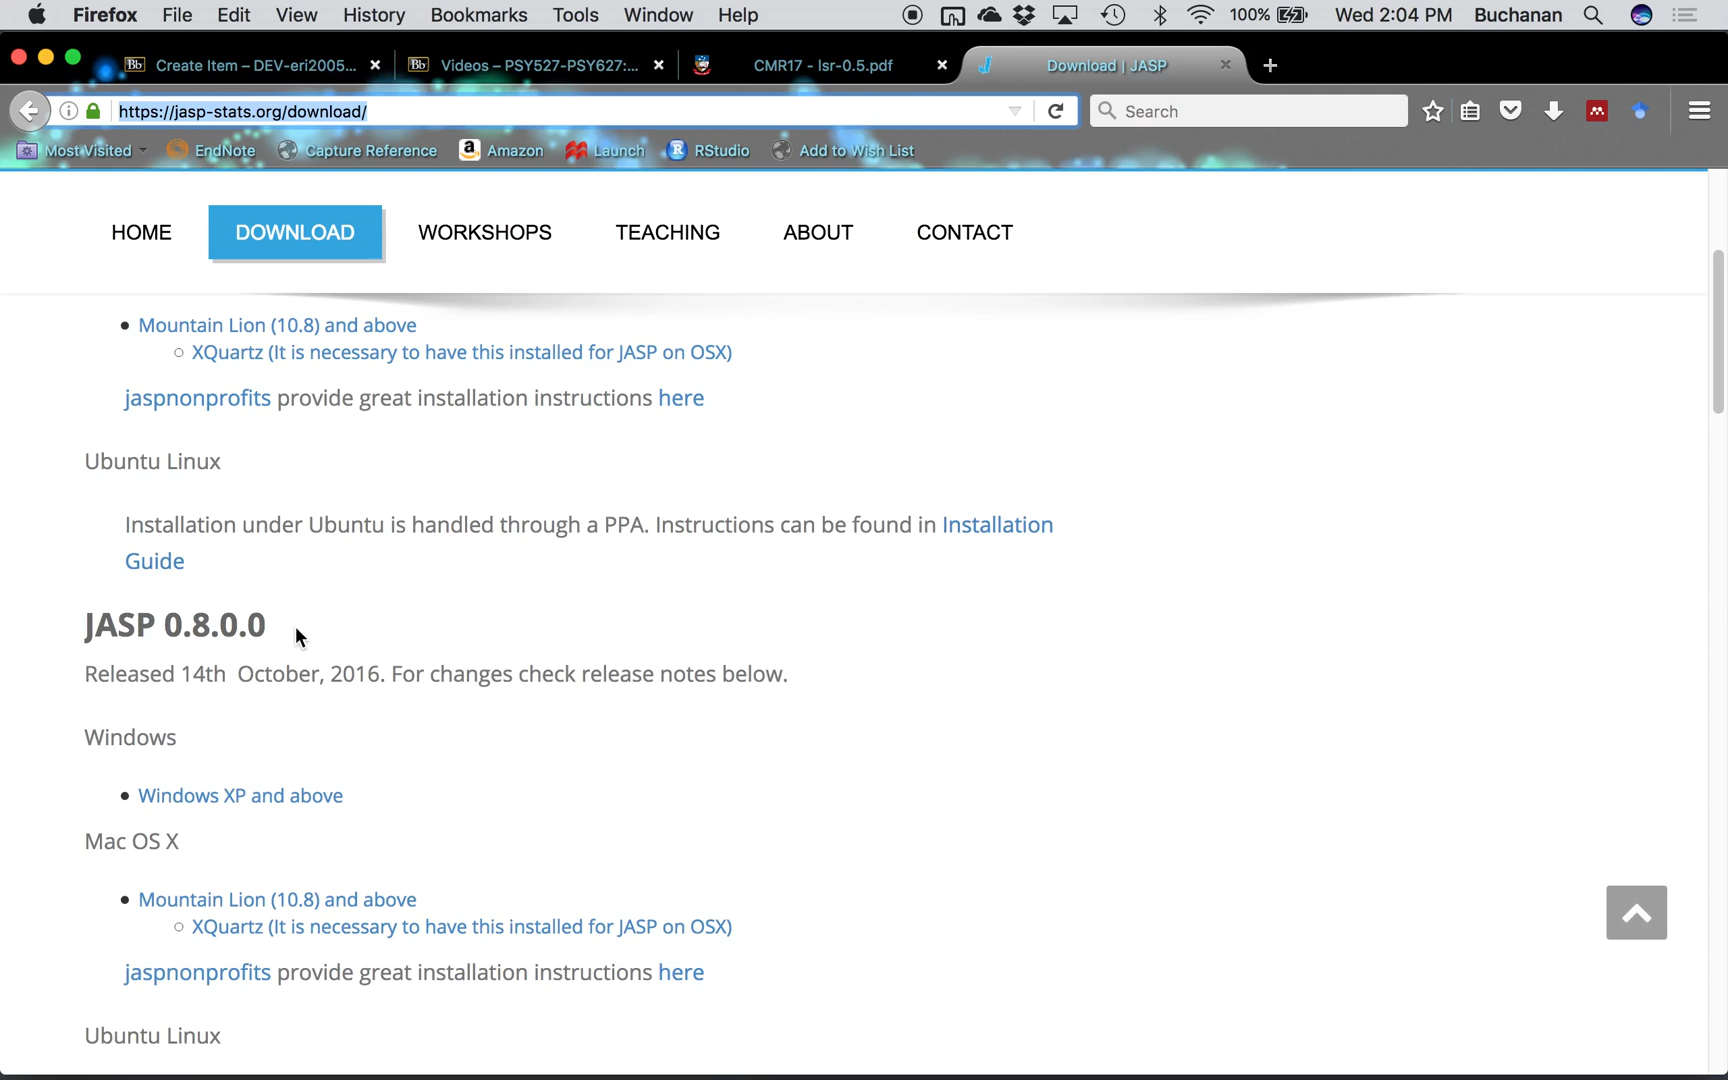 Firefox File Edit View History Bookmarks Tools Window Help 100% Wed 2:04 PM Buchanan
Bb Create Item – DEV-eri2005... Bb Videos – PSY527-PSY627:... CMR17 - lsr-0.5.pdf Download | JASP
https://jasp-stats.org/download/ Search
Most Visited EndNote Capture Reference Amazon Launch RStudio Add to Wish List
HOME DOWNLOAD WORKSHOPS TEACHING ABOUT CONTACT
Mountain Lion (10.8) and above
XQuartz (It is necessary to have this installed for JASP on OSX)
jaspnonprofits provide great installation instructions here
Ubuntu Linux
Installation under Ubuntu is handled through a PPA. Instructions can be found in Installation
Guide
JASP 0.8.0.0
Released 14th October, 2016. For changes check release notes below.
Windows
Windows XP and above
Mac OS X
Mountain Lion (10.8) and above
XQuartz (It is necessary to have this installed for JASP on OSX)
jaspnonprofits provide great installation instructions here
Ubuntu Linux